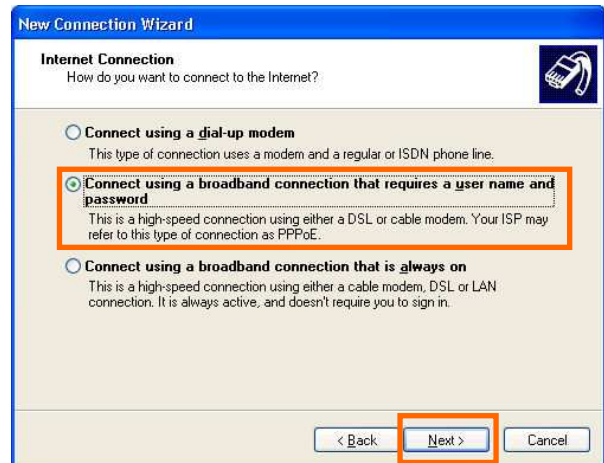 New Connection Wizard
Internet Connection
How do you want to connect to the Internet?
Connect using a dial-up modem
This type of connection uses a modem and a regular or ISDN phone line.
Connect using a broadband connection that requires a user name and
password
This is a high-speed connection using either a DSL or cable modem. Your ISP may
refer to this type of connection as PPPoE.
Connect using a broadband connection that is always on
This is a high-speed connection using either a cable modem, DSL or LAN
connection. It is always active, and doesn't require you to sign in.
< Back Next > Cancel